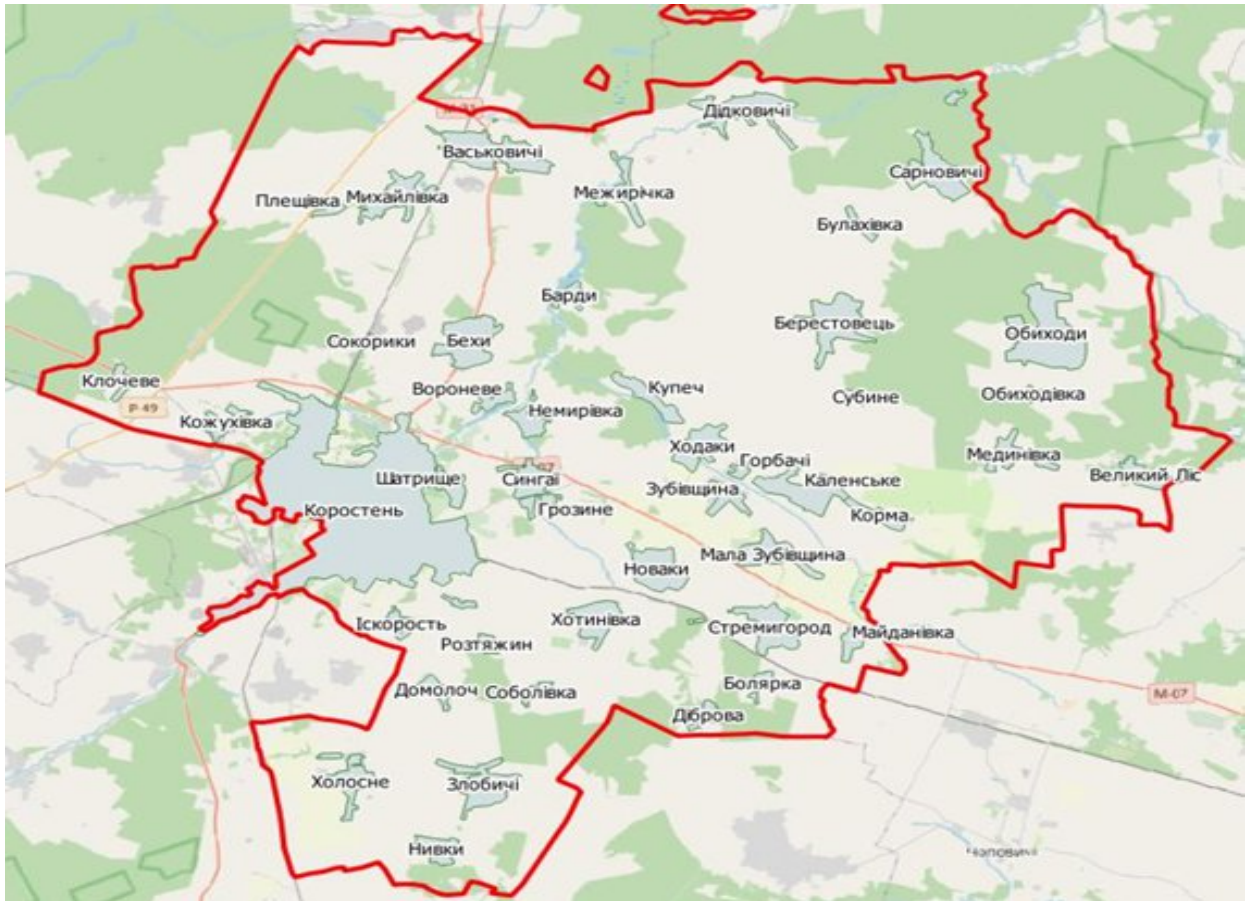 Дідковичі
Васьковичі
Сарновичі
Межирічка
Михайлівка
Плещівка
Булахівка
Барди
Берестовець
Обиходи
Сокорики
Бехи
Клочеве
Вороневе
Купеч
Субине
Обиходівка
Р-49
Немирівка
Кожухівка
Ходаки
Мединівка
Горбачі
Великий Ліс
Шатрище
Сингаї
Зубівщина
Каленське
Коростень
Грозине
Корма
Мала Зубівщина
Новаки
Іскорость
Хотинівка
Стремигород
Майданівка
Розтяжин
Домолоч
Соболівка
Болярка
М-07
Діброва
Холосне
Злобичі
Нивки
Чоповичі